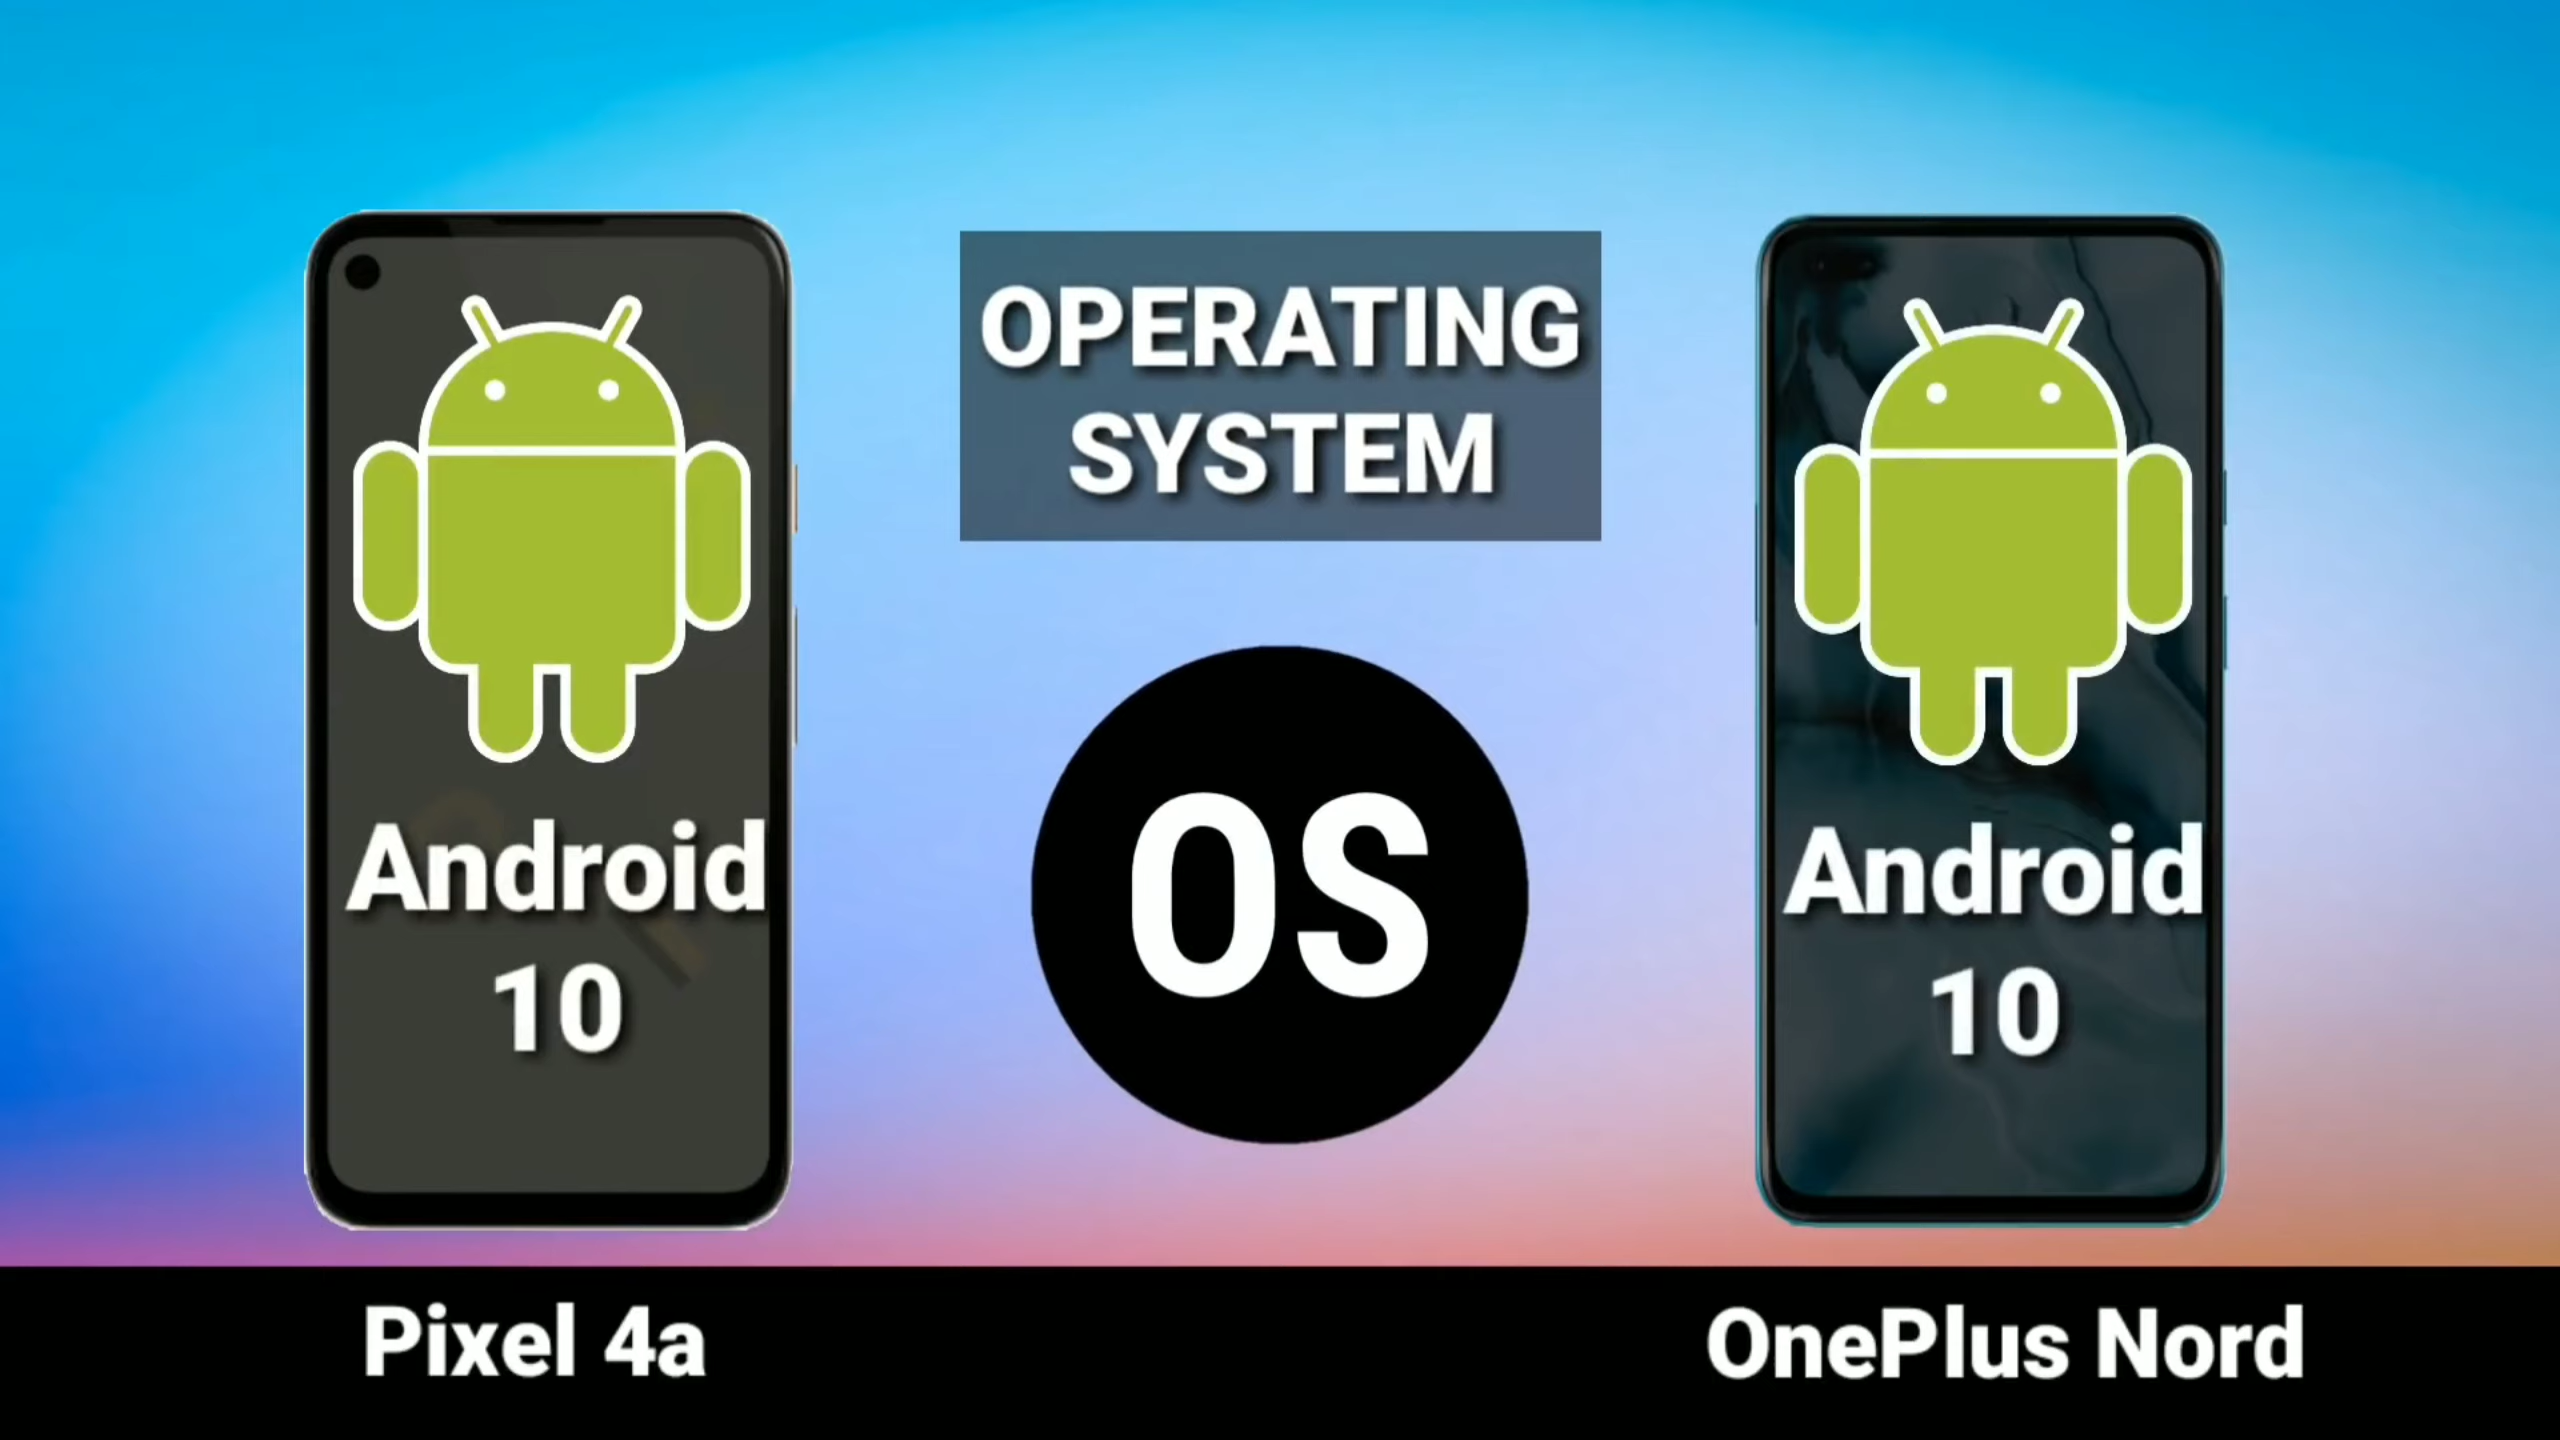 OPERATING
SYSTEM
Android
10
OS
Android
10
Pixel 4a
OnePlus Nord